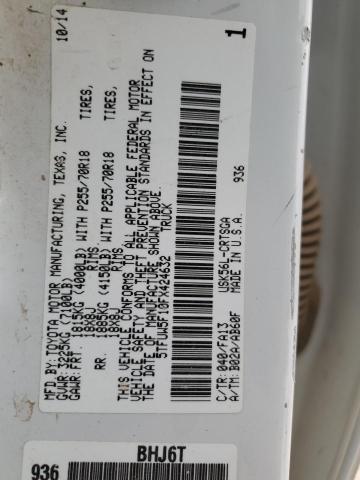 MFD.BY: TOYOTA MOTOR MANUFACTURING, TEXAS, INC. 10/14
GVWR: 3225KG (7100LB)
GAWR: FRT. 1815KG (4000LB) WITH P255/70R18 TIRES,
18X8J RIMS.
RR. 1885KG (4150LB) WITH P255/70R18 TIRES,
18X8J RIMS.
THIS VEHICLE CONFORMS TO ALL APPLICABLE FEDERAL MOTOR
VEHICLE SAFETY AND THEFT PREVENTION STANDARDS IN EFFECT ON
THE DATE OF MANUFACTURE SHOWN ABOVE.
5TFUW5F10FX424632 TRUCK
C/TR: 040/FA13 USK56L-CRTSGA
A/TM: B02A/AB60F MADE IN U.S.A.
936
1
936
BHJ6T